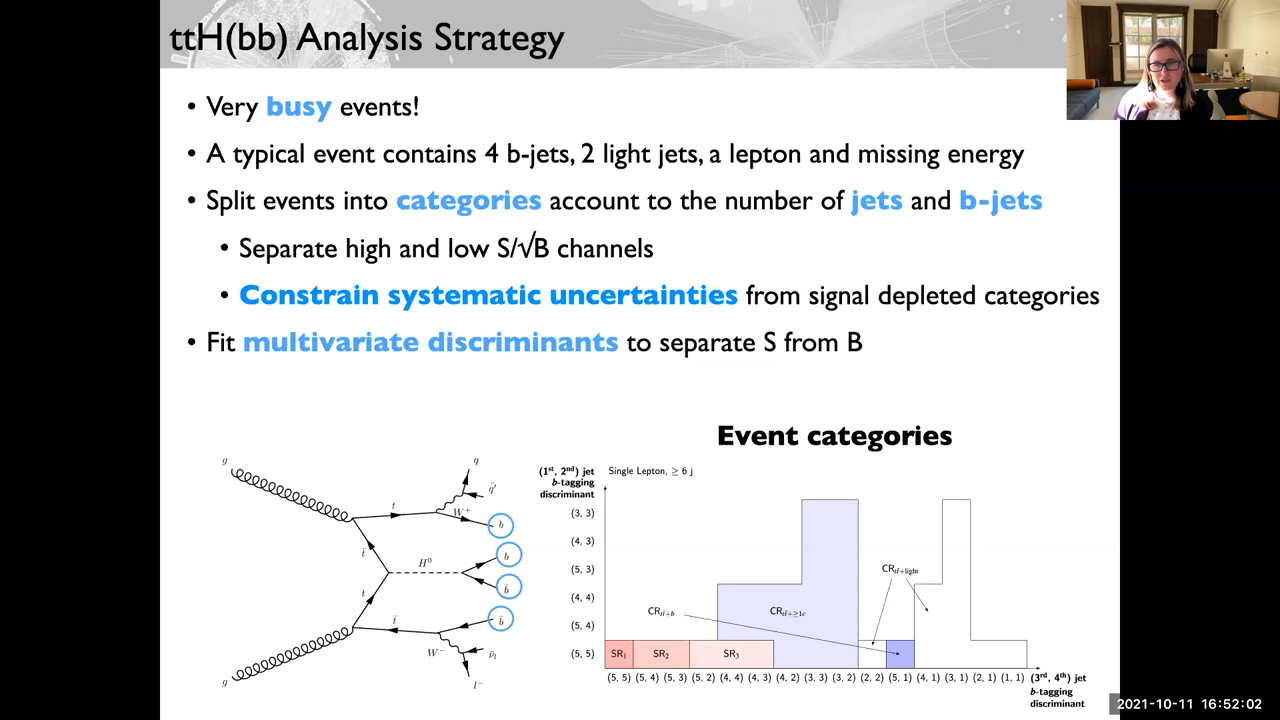 ttH(bb) Analysis Strategy
• Very busy events!
• A typical event contains 4 b-jets, 2 light jets, a lepton and missing energy
• Split events into categories account to the number of jets and b-jets
• Separate high and low S/√B channels
• Constrain systematic uncertainties from signal depleted categories
• Fit multivariate discriminants to separate S from B
Event categories
g
t
W⁺
q
q̄′
b
t̄
H⁰
b
b̄
t
t̄
b̄
W⁻
ν̄ₗ
l⁻
g
(1ˢᵗ, 2ⁿᵈ) jet
b-tagging
discriminant
Single Lepton, ≥ 6 j
(3, 3)
(4, 3)
(5, 3)
(4, 4)
(5, 4)
(5, 5)
CR tt̄+light
CR tt̄+b
CR tt̄+≥1c
SR₁
SR₂
SR₃
(5, 5) (5, 4) (5, 3) (5, 2) (4, 4) (4, 3) (4, 2) (3, 3) (3, 2) (2, 2) (5, 1) (4, 1) (3, 1) (2, 1) (1, 1)
(3ʳᵈ, 4ᵗʰ) jet
b-tagging
discriminant
2021-10-11 16:52:02